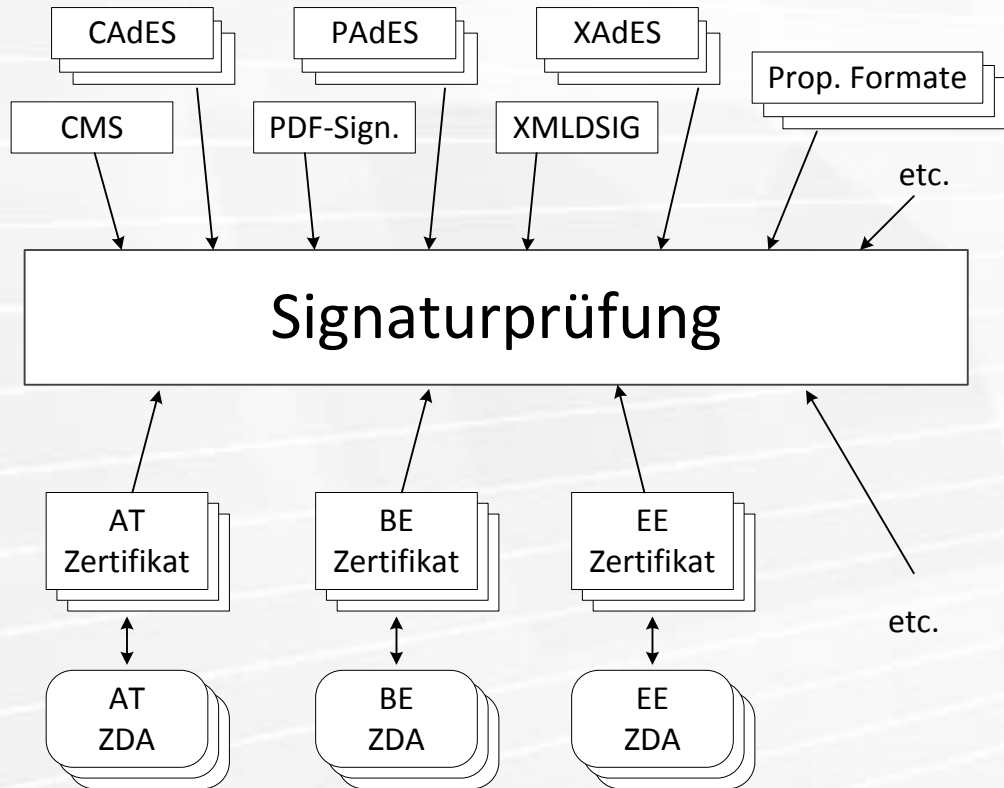 CAdES
PAdES
XAdES
Prop. Formate
CMS
PDF-Sign.
XMLDSIG
etc.
Signaturprüfung
AT
Zertifikat
BE
Zertifikat
EE
Zertifikat
etc.
AT
ZDA
BE
ZDA
EE
ZDA